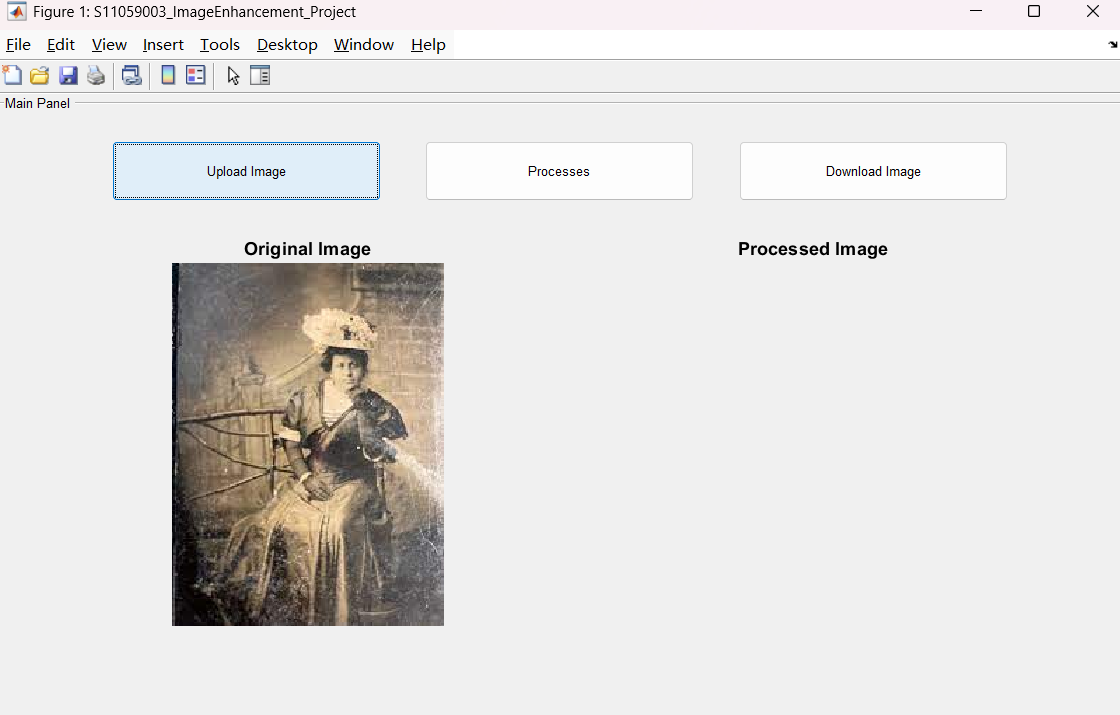 Figure 1: S11059003_ImageEnhancement_Project
File Edit View Insert Tools Desktop Window Help
Main Panel
Upload Image Processes Download Image
Original Image Processed Image